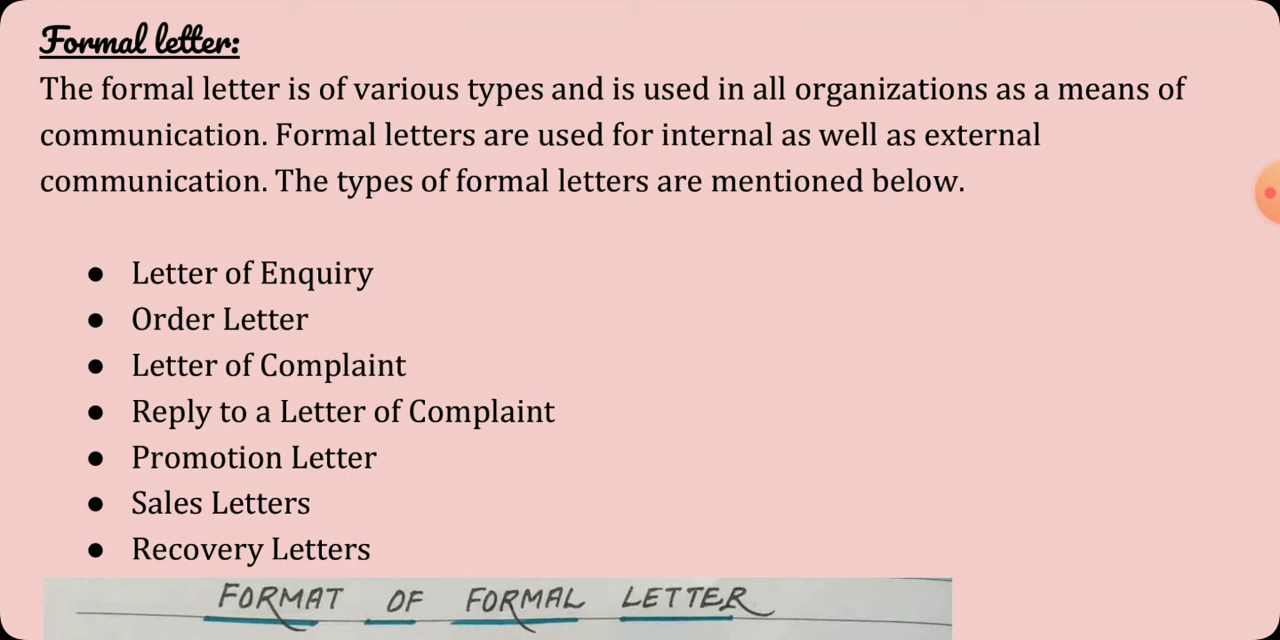 Formal letter:
The formal letter is of various types and is used in all organizations as a means of
communication. Formal letters are used for internal as well as external
communication. The types of formal letters are mentioned below.
● Letter of Enquiry
● Order Letter
● Letter of Complaint
● Reply to a Letter of Complaint
● Promotion Letter
● Sales Letters
● Recovery Letters
FORMAT OF FORMAL LETTER